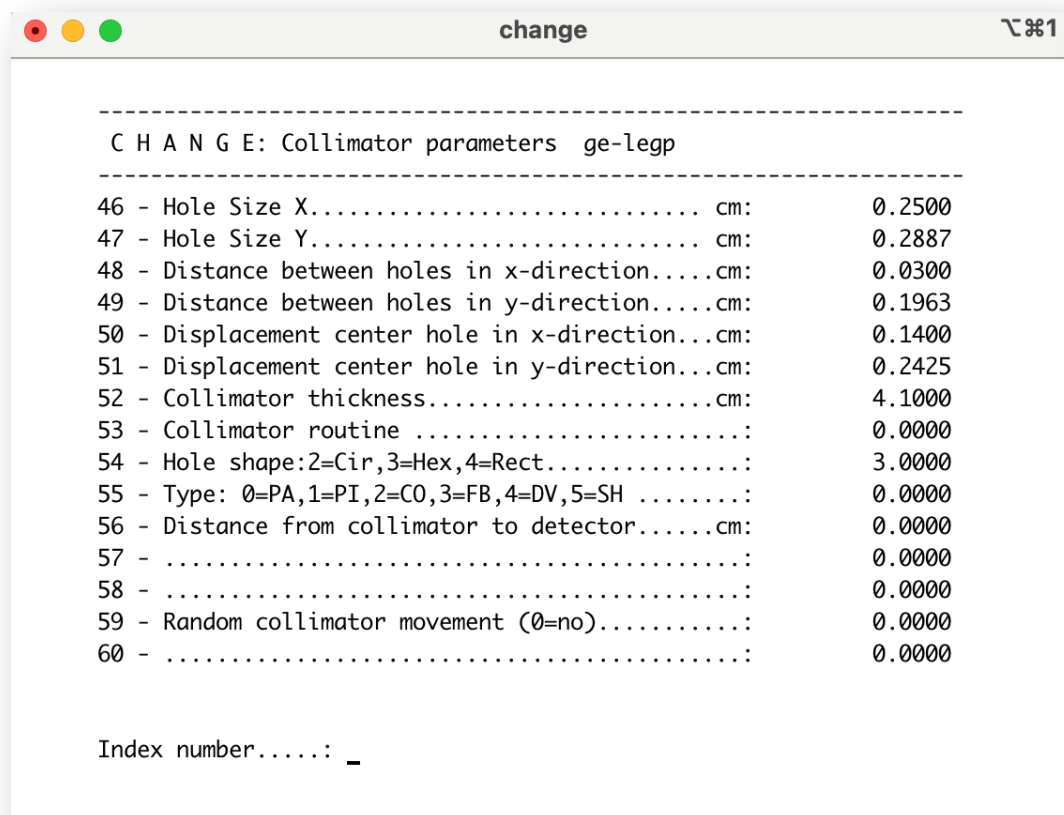 change
⌥⌘1
-----------------------------------------------------------------
C H A N G E: Collimator parameters  ge-legp
-----------------------------------------------------------------
46 - Hole Size X.............................. cm: 0.2500
47 - Hole Size Y.............................. cm: 0.2887
48 - Distance between holes in x-direction.....cm: 0.0300
49 - Distance between holes in y-direction.....cm: 0.1963
50 - Displacement center hole in x-direction...cm: 0.1400
51 - Displacement center hole in y-direction...cm: 0.2425
52 - Collimator thickness......................cm: 4.1000
53 - Collimator routine .........................: 0.0000
54 - Hole shape:2=Cir,3=Hex,4=Rect...............: 3.0000
55 - Type: 0=PA,1=PI,2=CO,3=FB,4=DV,5=SH ........: 0.0000
56 - Distance from collimator to detector......cm: 0.0000
57 - ............................................: 0.0000
58 - ............................................: 0.0000
59 - Random collimator movement (0=no)...........: 0.0000
60 - ............................................: 0.0000
Index number.....: _